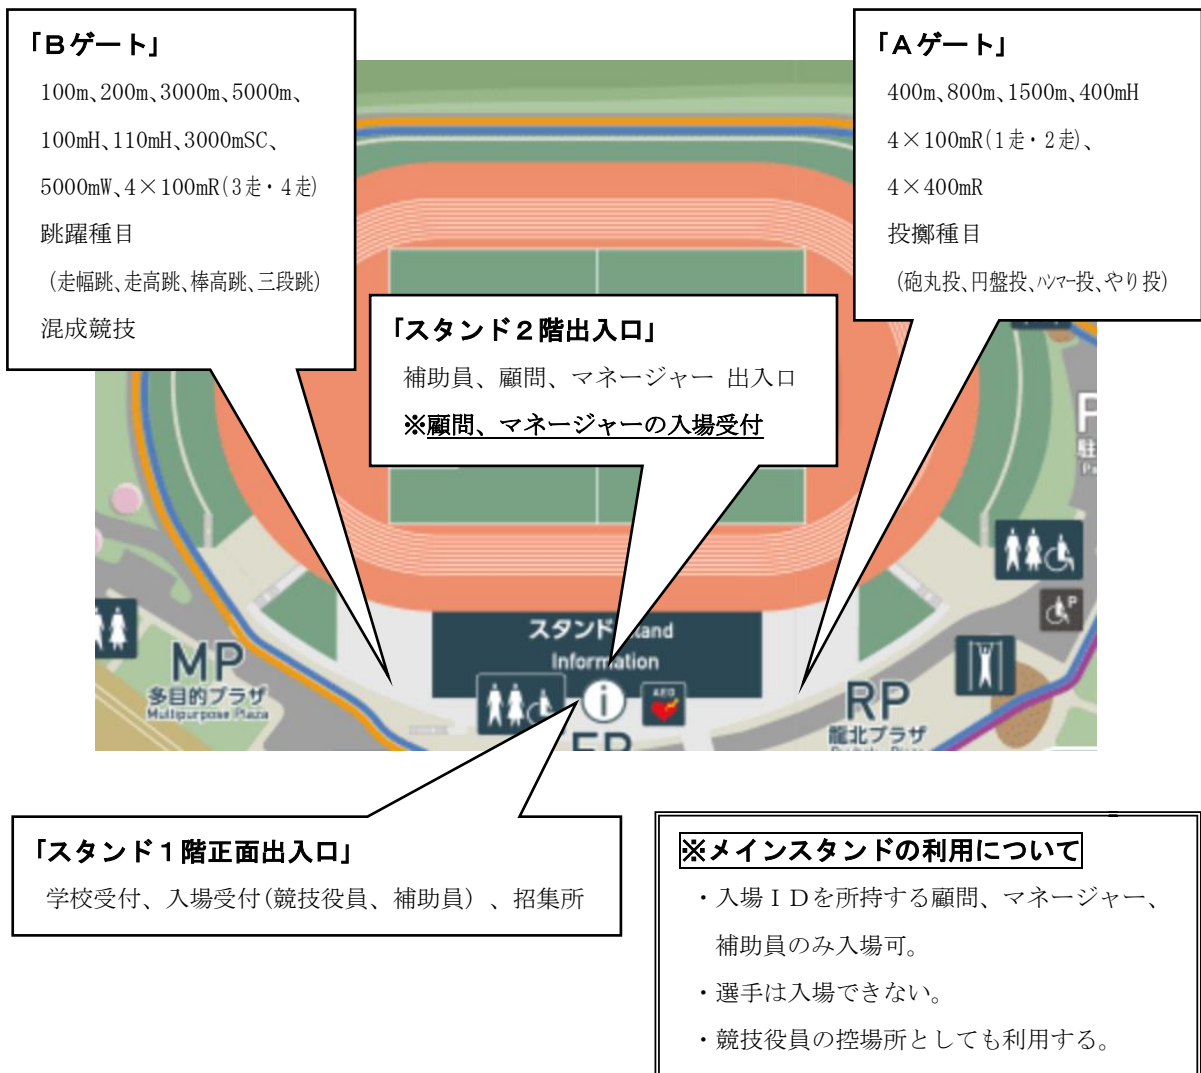 「Bゲート」
100m、200m、3000m、5000m、
100mH、110mH、3000mSC、
5000mW、4×100mR(3走・4走)
跳躍種目
(走幅跳、走高跳、棒高跳、三段跳)
混成競技
「Aゲート」
400m、800m、1500m、400mH
4×100mR(1走・2走)、
4×400mR
投擲種目
(砲丸投、円盤投、ハンマー投、やり投)
「スタンド2階出入口」
補助員、顧問、マネージャー 出入口
※顧問、マネージャーの入場受付
P
駐
Pa
P
スタンド tand
Information
i
AED
MP
多目的プラザ
Multipurpose Plaza
RP
龍北プラザ
「スタンド1階正面出入口」
学校受付、入場受付(競技役員、補助員) 、招集所
※メインスタンドの利用について
・入場IDを所持する顧問、マネージャー、
補助員のみ入場可。
・選手は入場できない。
・競技役員の控場所としても利用する。